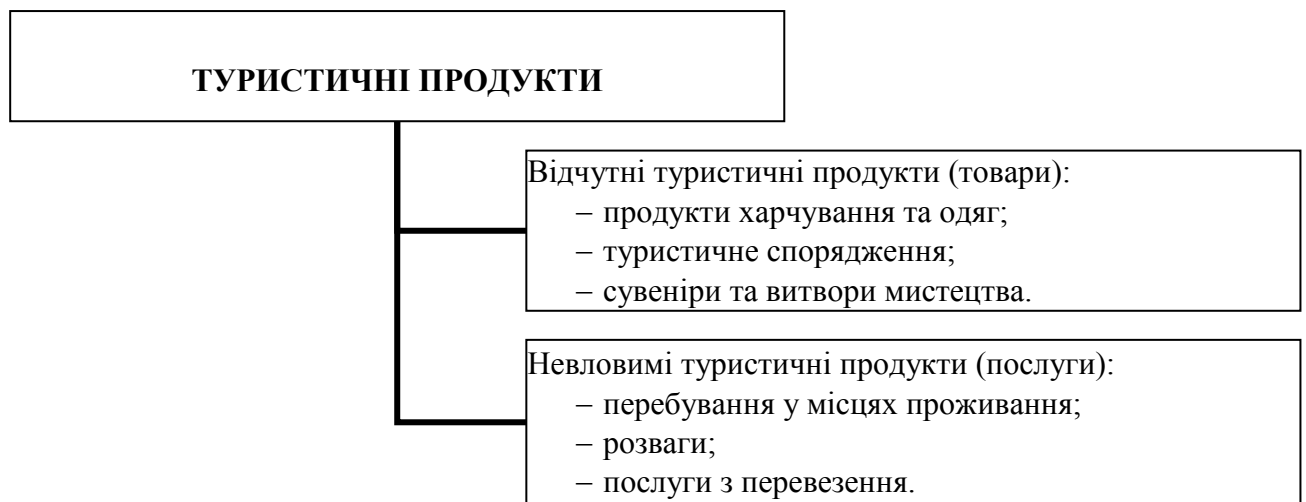 ТУРИСТИЧНІ ПРОДУКТИ
Відчутні туристичні продукти (товари):
– продукти харчування та одяг;
– туристичне спорядження;
– сувеніри та витвори мистецтва.
Невловимі туристичні продукти (послуги):
– перебування у місцях проживання;
– розваги;
– послуги з перевезення.